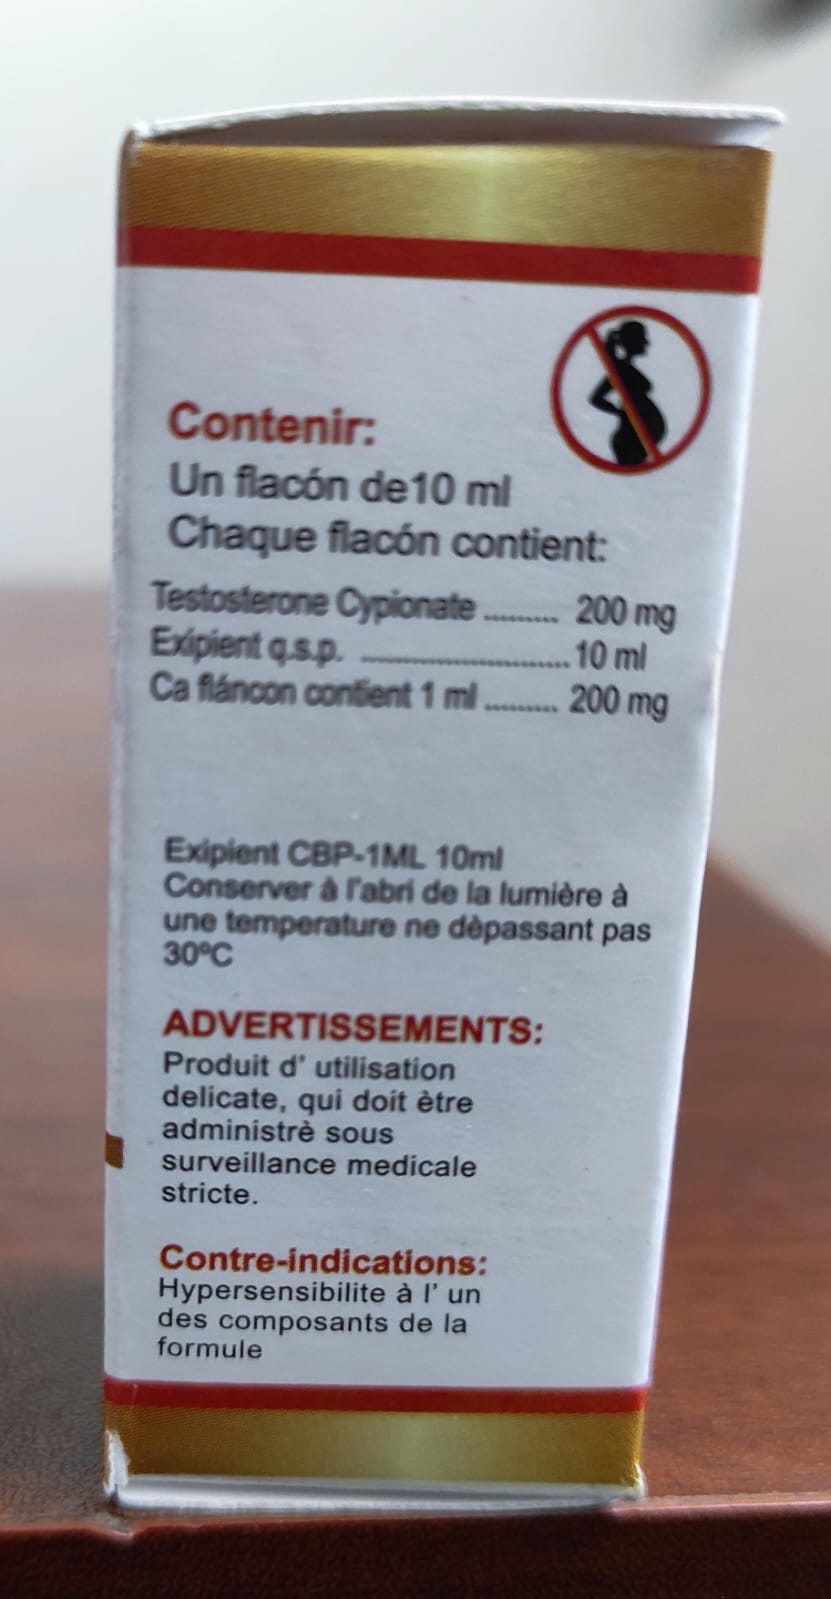 Contenir:
Un flacón de10 ml
Chaque flacón contient:
Testosterone Cypionate ......... 200 mg
Exípient q.s.p. .......................... 10 ml
Ca fláncon contient 1 ml ......... 200 mg
Exipient CBP-1ML 10ml
Conserver à l'abri de la lumière à
une temperature ne dèpassant pas
30ºC
ADVERTISSEMENTS:
Produit d' utilisation
delicate, qui doit ètre
administrè sous
surveillance medicale
stricte.
Contre-indications:
Hypersensibilite à l' un
des composants de la
formule